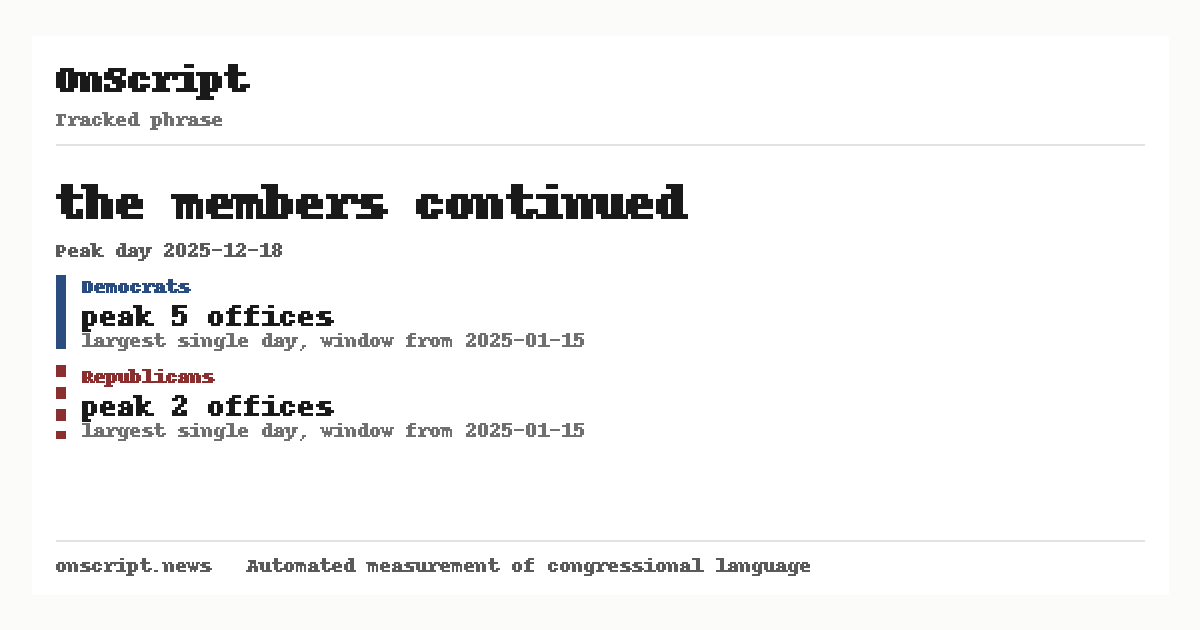 OnScript
Tracked phrase
the members continued
Peak day 2025-12-18
Democrats
peak 5 offices
largest single day, window from 2025-01-15
Republicans
peak 2 offices
largest single day, window from 2025-01-15
onscript.news Automated measurement of congressional language